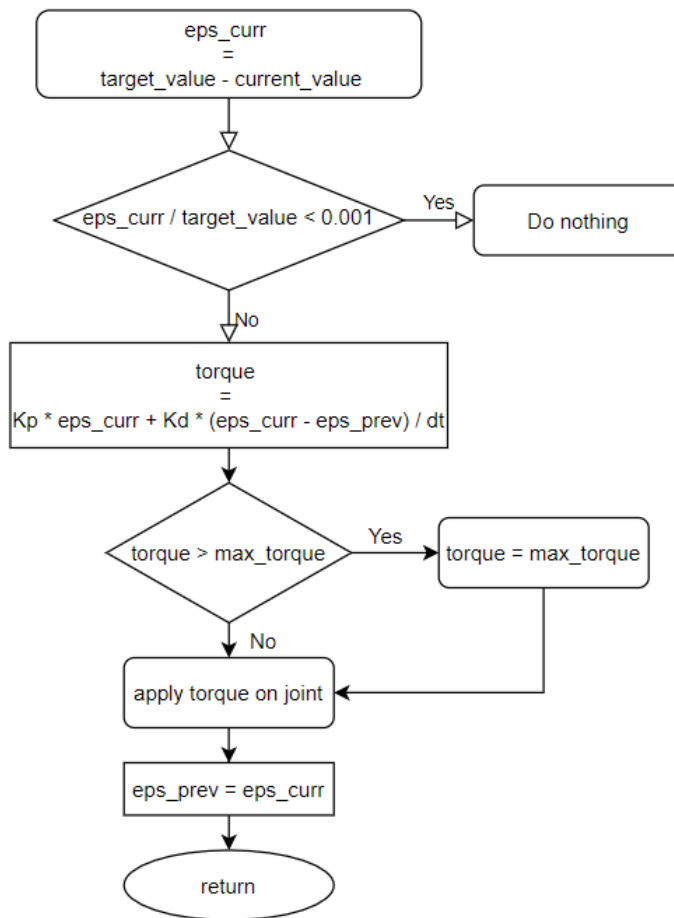 eps_curr
=
target_value - current_value
eps_curr / target_value < 0.001
Yes
Do nothing
No
torque
=
Kp * eps_curr + Kd * (eps_curr - eps_prev) / dt
torque > max_torque
Yes
torque = max_torque
No
apply torque on joint
eps_prev = eps_curr
return